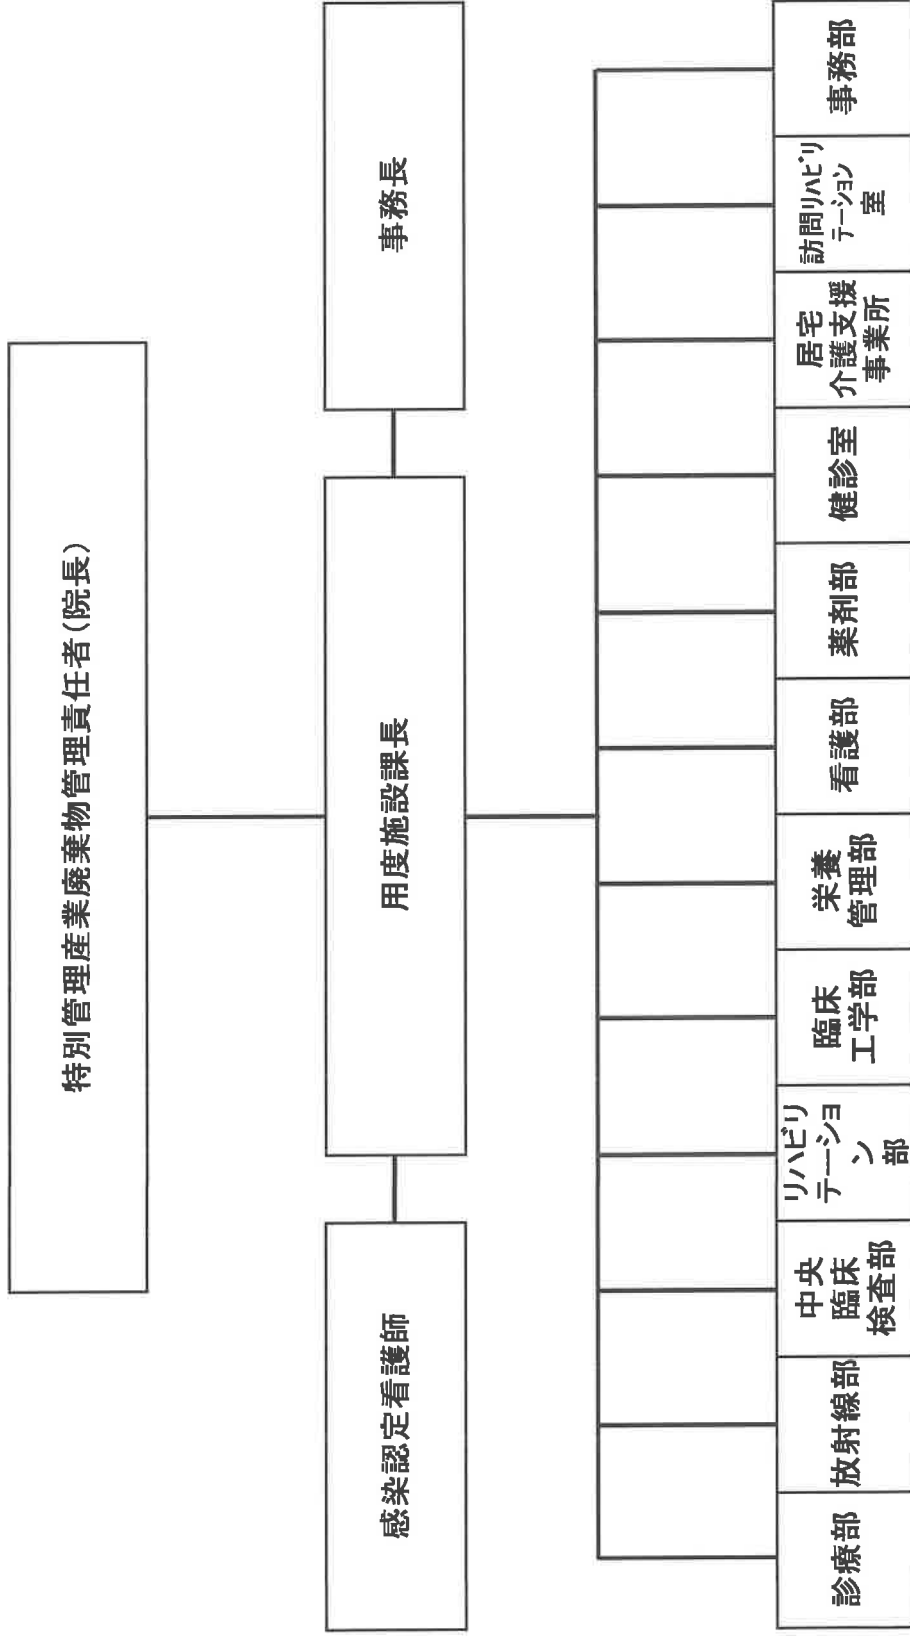 特別管理産業廃棄物管理責任者(院長)
感染認定看護師
用度施設課長
事務長
診療部
放射線部
中央
臨床
検査部
リハビリ
テーショ
ン
部
臨床
工学部
栄養
管理部
看護部
薬剤部
健診室
居宅
介護支援
事業所
訪問リハビリ
テーション
室
事務部